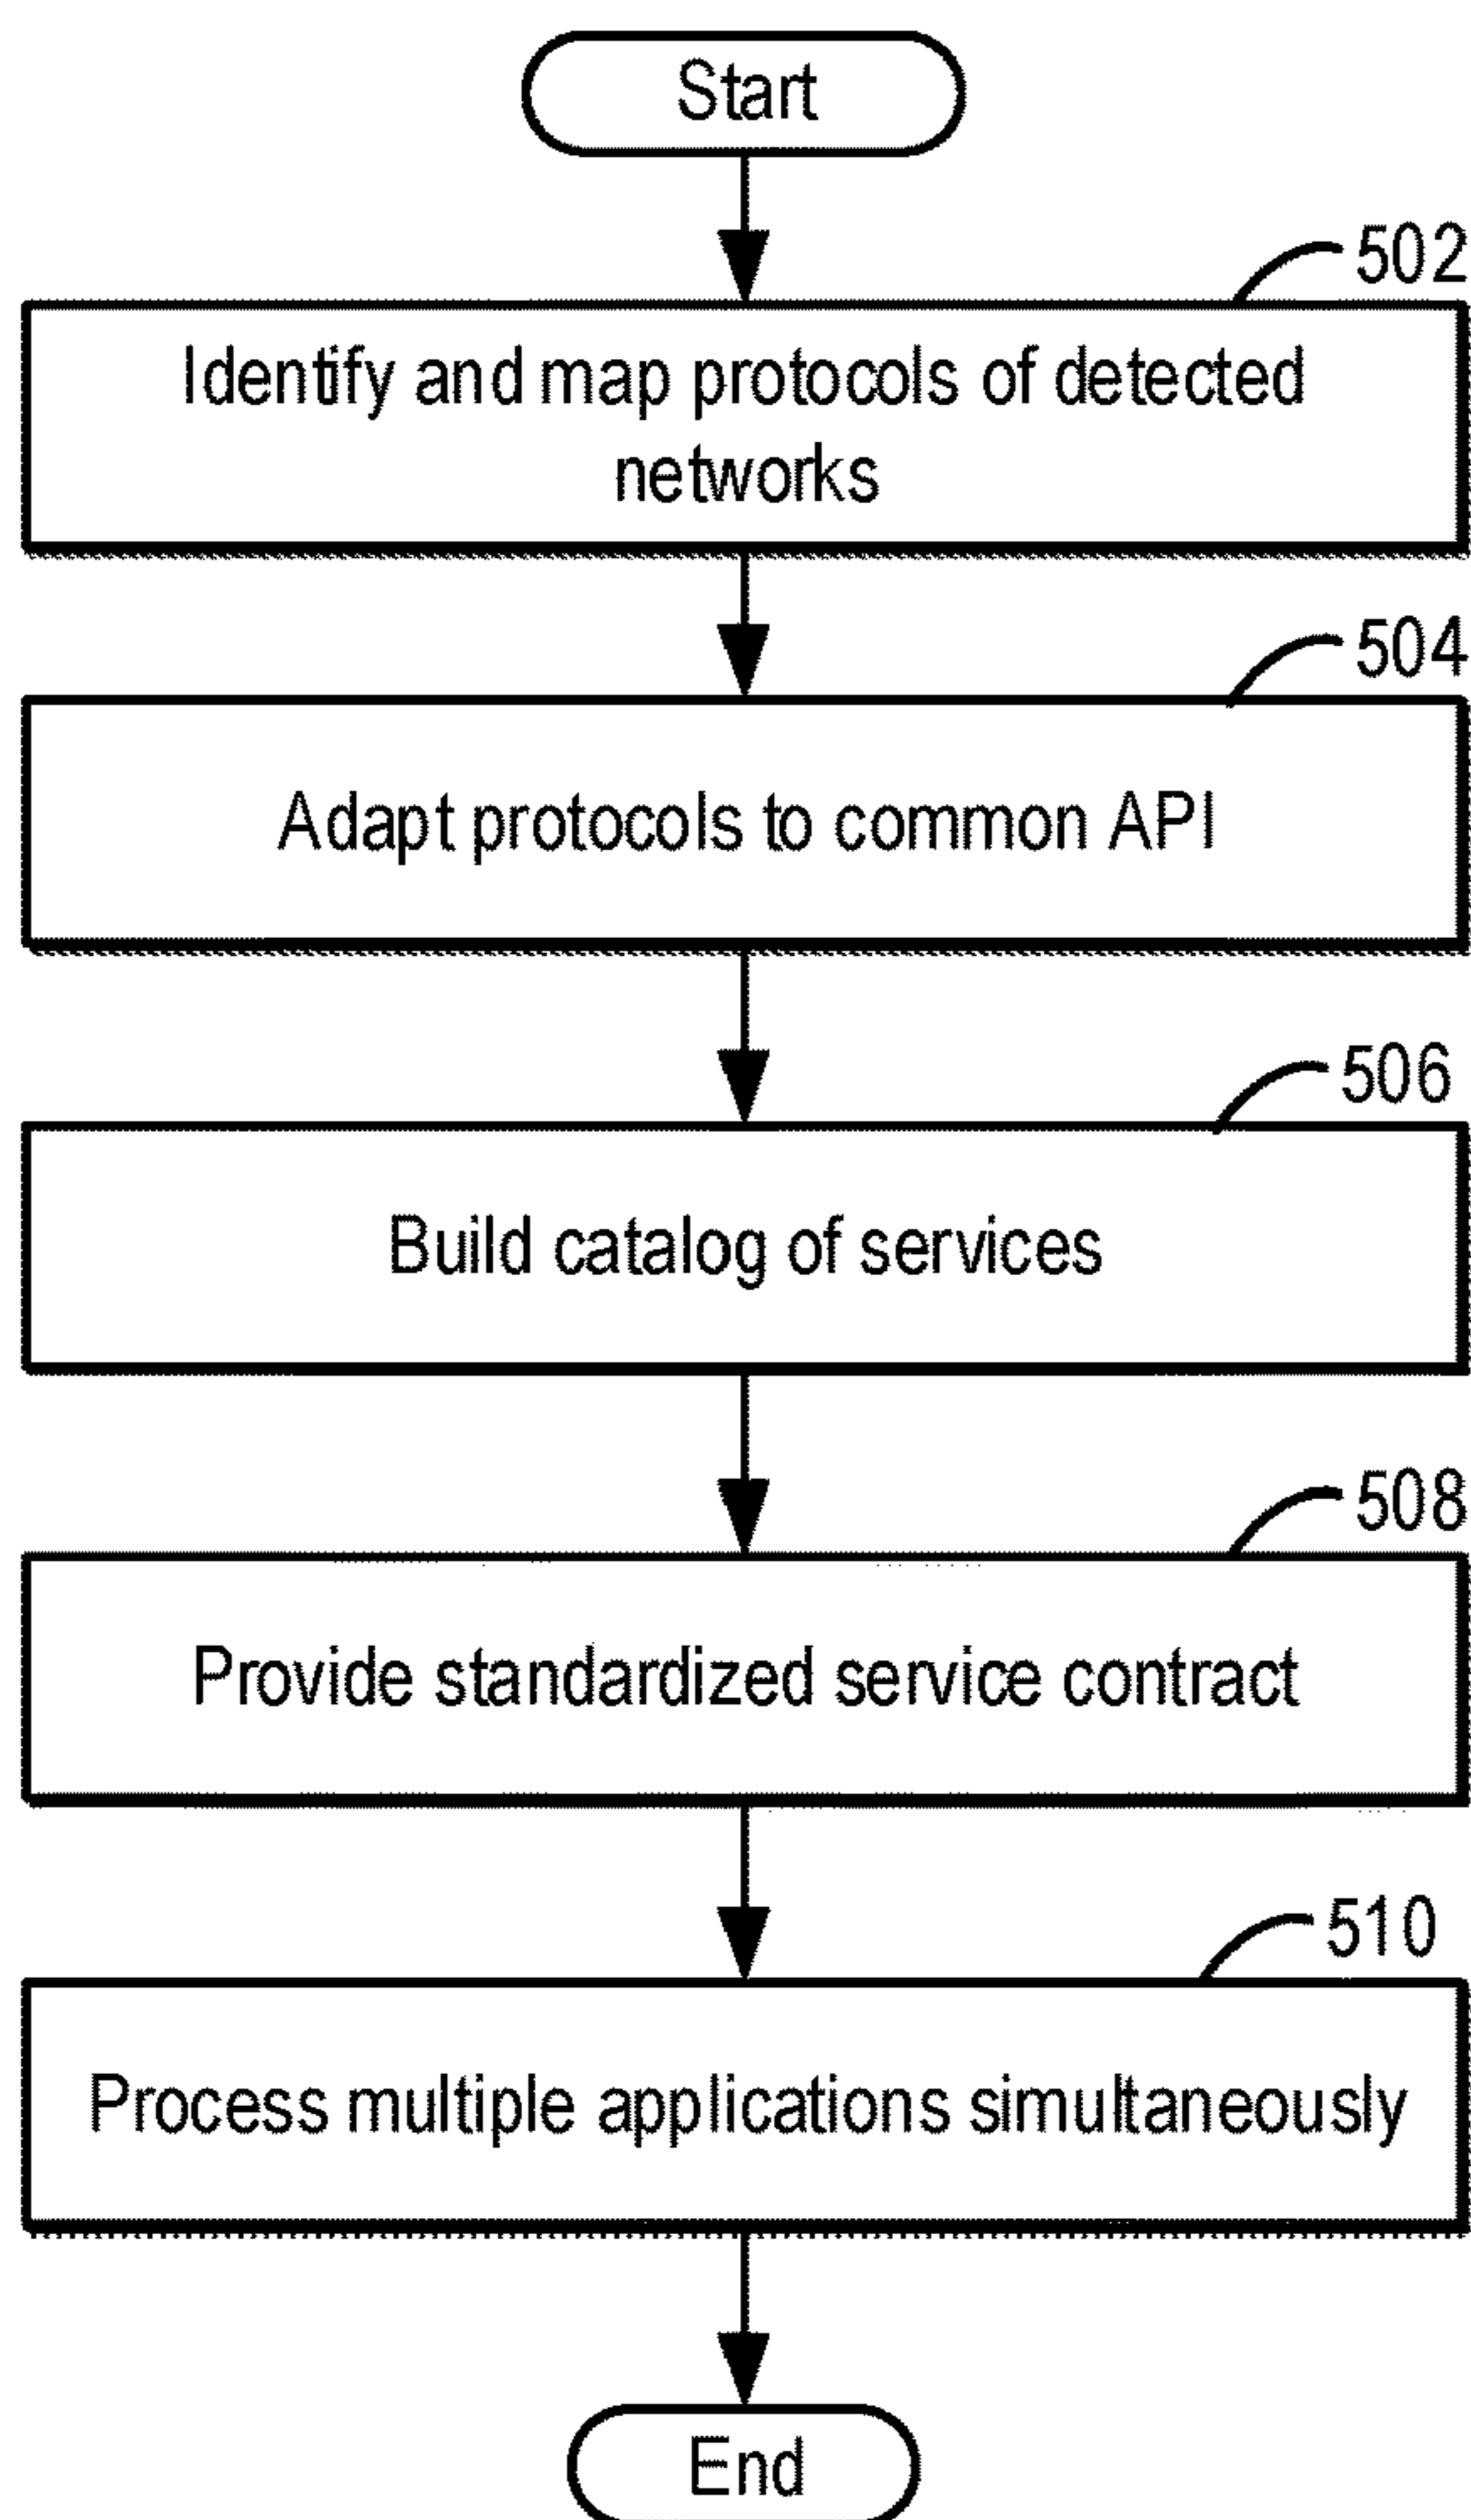 Start
502
Identify and map protocols of detected
networks
504
Adapt protocols to common API
506
Build catalog of services
508
Provide standardized service contract
510
Process multiple applications simultaneously
End